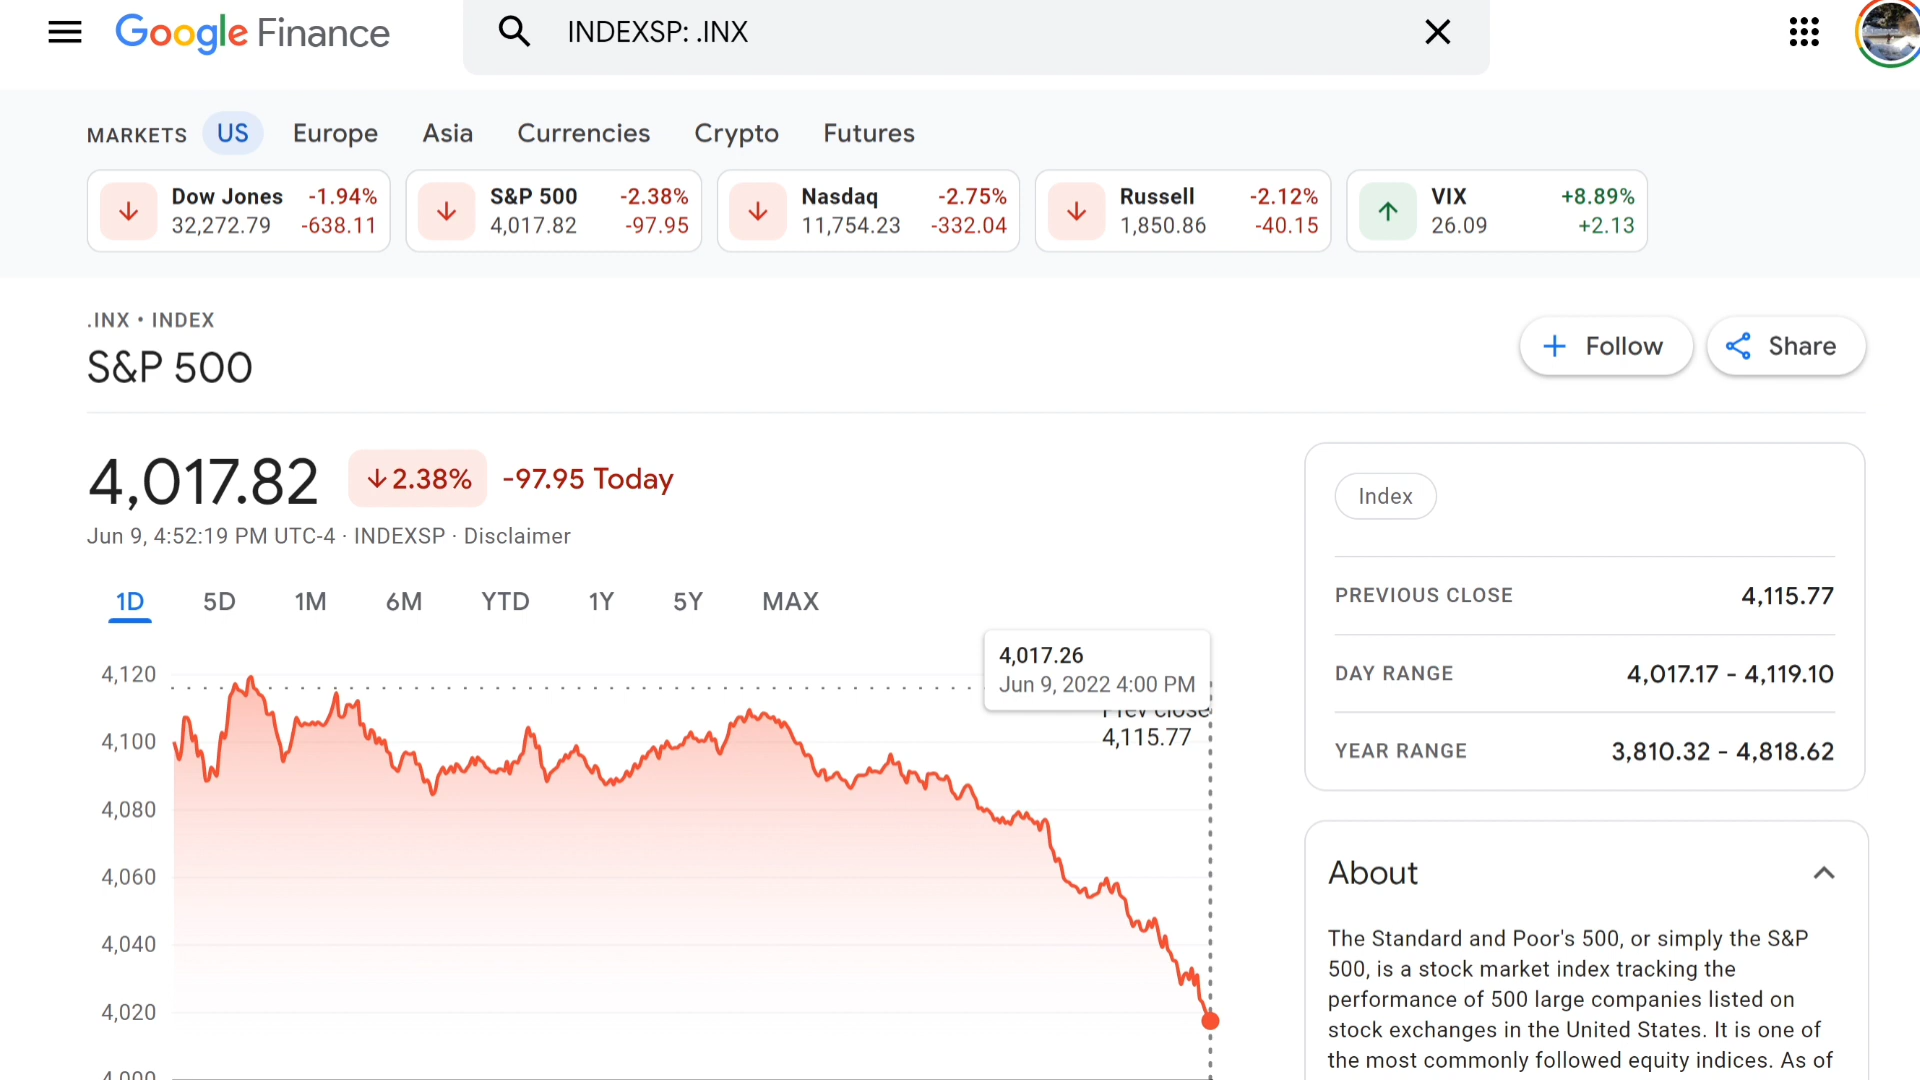 Google Finance
INDEXSP: .INX
MARKETS US Europe Asia Currencies Crypto Futures
Dow Jones -1.94%
32,272.79 -638.11
S&P 500 -2.38%
4,017.82 -97.95
Nasdaq -2.75%
11,754.23 -332.04
Russell -2.12%
1,850.86 -40.15
VIX +8.89%
26.09 +2.13
.INX • INDEX
S&P 500
Follow
Share
4,017.82 2.38% -97.95 Today
Jun 9, 4:52:19 PM UTC-4 · INDEXSP · Disclaimer
1D 5D 1M 6M YTD 1Y 5Y MAX
4,017.26
Jun 9, 2022 4:00 PM
Prev close
4,115.77
4,120
4,100
4,080
4,060
4,040
4,020
4,000
Index
PREVIOUS CLOSE 4,115.77
DAY RANGE 4,017.17 - 4,119.10
YEAR RANGE 3,810.32 - 4,818.62
About
The Standard and Poor's 500, or simply the S&P
500, is a stock market index tracking the
performance of 500 large companies listed on
stock exchanges in the United States. It is one of
the most commonly followed equity indices. As of